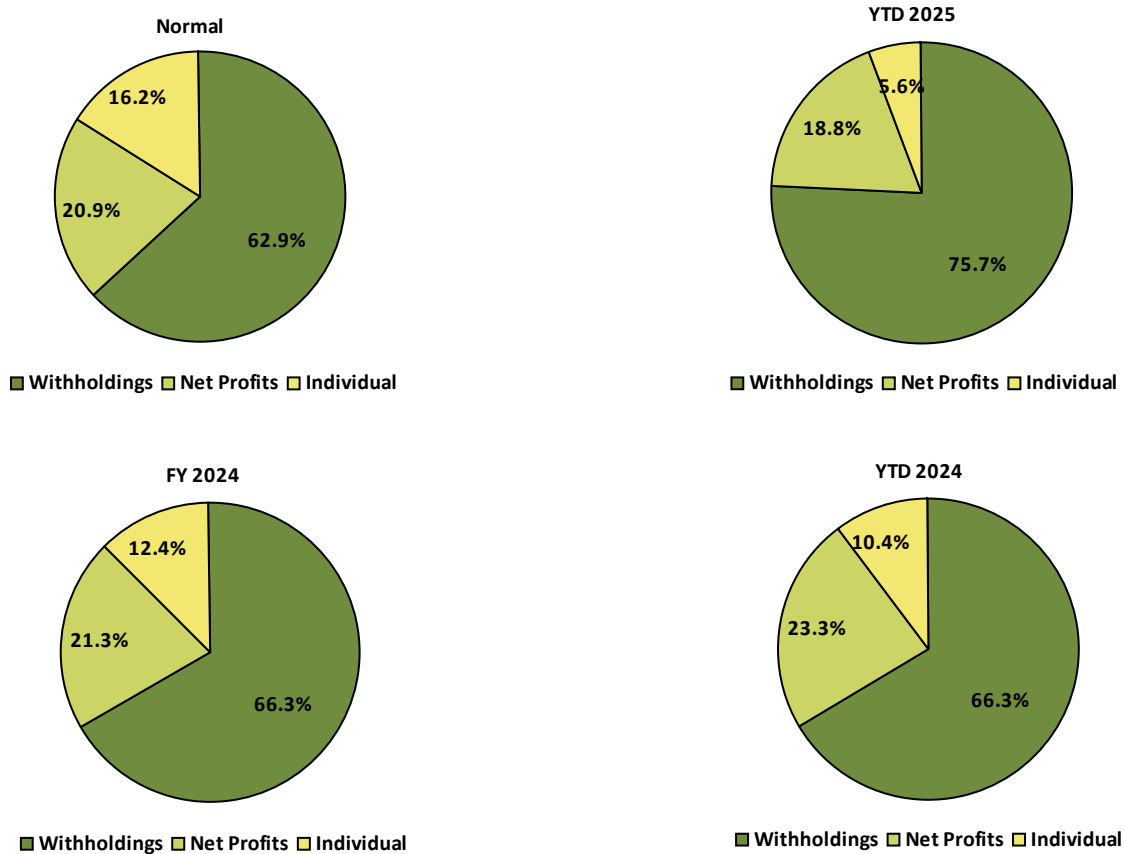 Normal
16.2%
20.9%
62.9%
Withholdings Net Profits Individual
YTD 2025
5.6%
18.8%
75.7%
Withholdings Net Profits Individual
FY 2024
12.4%
21.3%
66.3%
Withholdings Net Profits Individual
YTD 2024
10.4%
23.3%
66.3%
Withholdings Net Profits Individual